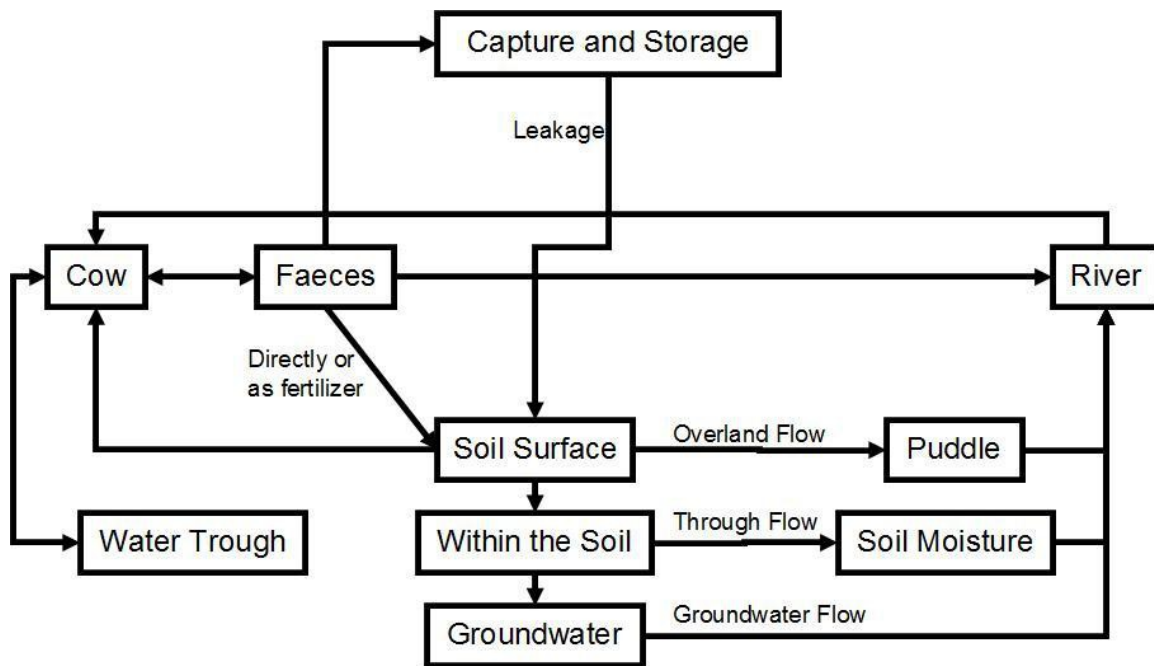 Capture and Storage
Leakage
Cow
Faeces
River
Directly or
as fertilizer
Soil Surface
Overland Flow
Puddle
Water Trough
Within the Soil
Through Flow
Soil Moisture
Groundwater
Groundwater Flow